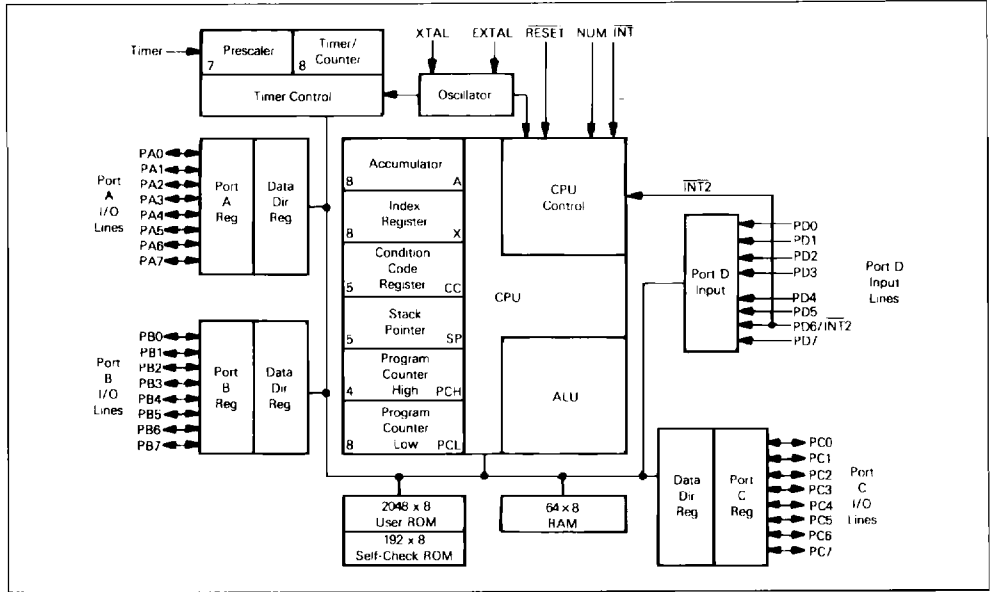 XTAL EXTAL R̅E̅S̅E̅T̅ NUM I̅N̅T̅
Timer
Prescaler
7
Timer/
Counter
8
Timer Control
Oscillator
Port
A
I/O
Lines
PA0
PA1
PA2
PA3
PA4
PA5
PA6
PA7
Port
A
Reg
Data
Dir
Reg
Accumulator
8 A
Index
Register
8 X
Condition
Code
Register
5 CC
Stack
Pointer
5 SP
Program
Counter
High
4 PCH
Program
Counter
Low
8 PCL
CPU
CPU
Control
ALU
I̅N̅T̅2̅
Port D
Input
PD0
PD1
PD2
PD3
PD4
PD5
PD6/I̅N̅T̅2̅
PD7
Port D
Input
Lines
Port
B
I/O
Lines
PB0
PB1
PB2
PB3
PB4
PB5
PB6
PB7
Port
B
Reg
Data
Dir
Reg
2048 x 8
User ROM
192 x 8
Self-Check ROM
64 x 8
RAM
Data
Dir
Reg
Port
C
Reg
PC0
PC1
PC2
PC3
PC4
PC5
PC6
PC7
Port
C
I/O
Lines